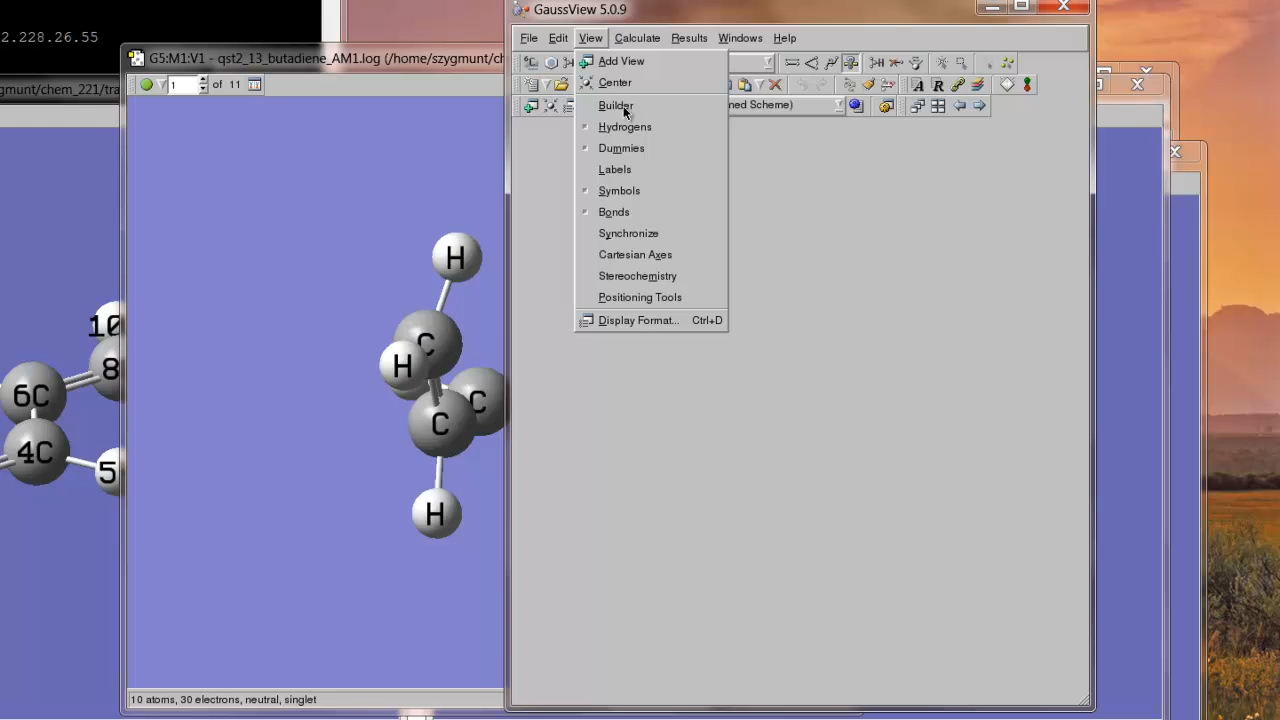 2.228.26.55
GaussView 5.0.9
G5:M1:V1 - qst2_13_butadiene_AM1.log (/home/szygmunt/ch
gmunt/chem_221/tra
File Edit View Calculate Results Windows Help
1 of 11
Add View
Center
Builder
Hydrogens
Dummies
Labels
Symbols
Bonds
Synchronize
Cartesian Axes
Stereochemistry
Positioning Tools
Display Format... Ctrl+D
A R
med Scheme)
H
C
H
C
C
H
10
8
6C
4C
5
10 atoms, 30 electrons, neutral, singlet